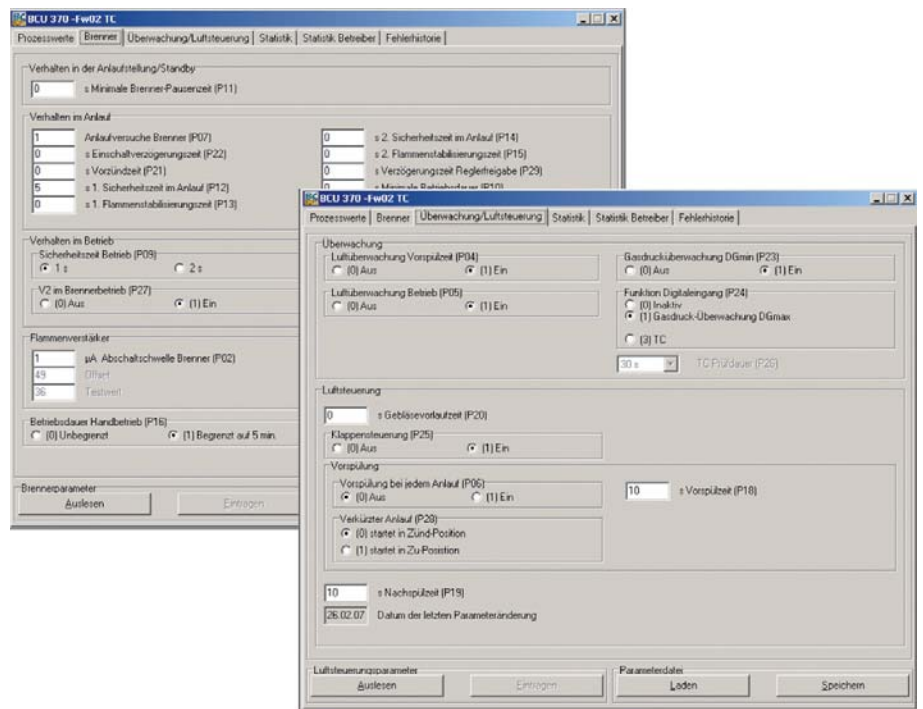 BCU 370 -Fw02 TC
Prozesswerte Brenner Überwachung/Luftsteuerung Statistik Statistik Betreiber Fehlerhistorie
Verhalten in der Anlaufstellung/Standby
0 s Minimale Brenner-Pausenzeit (P11)
Verhalten im Anlauf
1 Anlaufversuche Brenner (P07)
0 s Einschaltverzögerungszeit (P22)
0 s Vorzündzeit (P21)
5 s 1. Sicherheitszeit im Anlauf (P12)
0 s 1. Flammenstabilisierungszeit (P13)
0 s 2. Sicherheitszeit im Anlauf (P14)
0 s 2. Flammenstabilisierungszeit (P15)
0 s Verzögerungszeit Reglerfreigabe (P29)
0 s Minimale Betriebsdauer (P10)
Verhalten im Betrieb
Sicherheitszeit Betrieb (P09)
1 s 2 s
V2 im Brennerbetrieb (P27)
(0) Aus (1) Ein
Flammenverstärker
1 µA Abschaltschwelle Brenner (P02)
49 Offset
36 Testwert
Betriebsdauer Handbetrieb (P16)
(0) Unbegrenzt (1) Begrenzt auf 5 min.
Brennerparameter
Auslesen Eintragen
BCU 370 -Fw02 TC
Prozesswerte Brenner Überwachung/Luftsteuerung Statistik Statistik Betreiber Fehlerhistorie
Überwachung
Luftüberwachung Vorspülzeit (P04)
(0) Aus (1) Ein
Luftüberwachung Betrieb (P05)
(0) Aus (1) Ein
Gasdrucküberwachung DGmin (P23)
(0) Aus (1) Ein
Funktion Digitaleingang (P24)
(0) Inaktiv
(1) Gasdruck-Überwachung DGmax
(3) TC
30 s TC Prüfdauer (P26)
Luftsteuerung
0 s Gebläsevorlaufzeit (P20)
Klappensteuerung (P25)
(0) Aus (1) Ein
Vorspülung
Vorspülung bei jedem Anlauf (P06)
(0) Aus (1) Ein
10 s Vorspülzeit (P18)
Verkürzter Anlauf (P28)
(0) startet in Zünd-Position
(1) startet in Zu-Posistion
10 s Nachspülzeit (P19)
26.02.07 Datum der letzten Parameteränderung
Luftsteuerungsparameter
Auslesen Eintragen
Parameterdatei
Laden Speichern